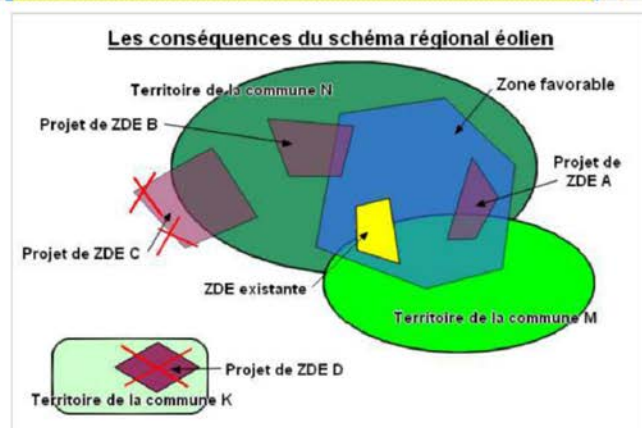 Les conséquences du schéma régional éolien
Territoire de la commune N
Zone favorable
Projet de ZDE B
Projet de
ZDE A
Projet de ZDE C
ZDE existante
Territoire de la commune M
Projet de ZDE D
Territoire de la commune K